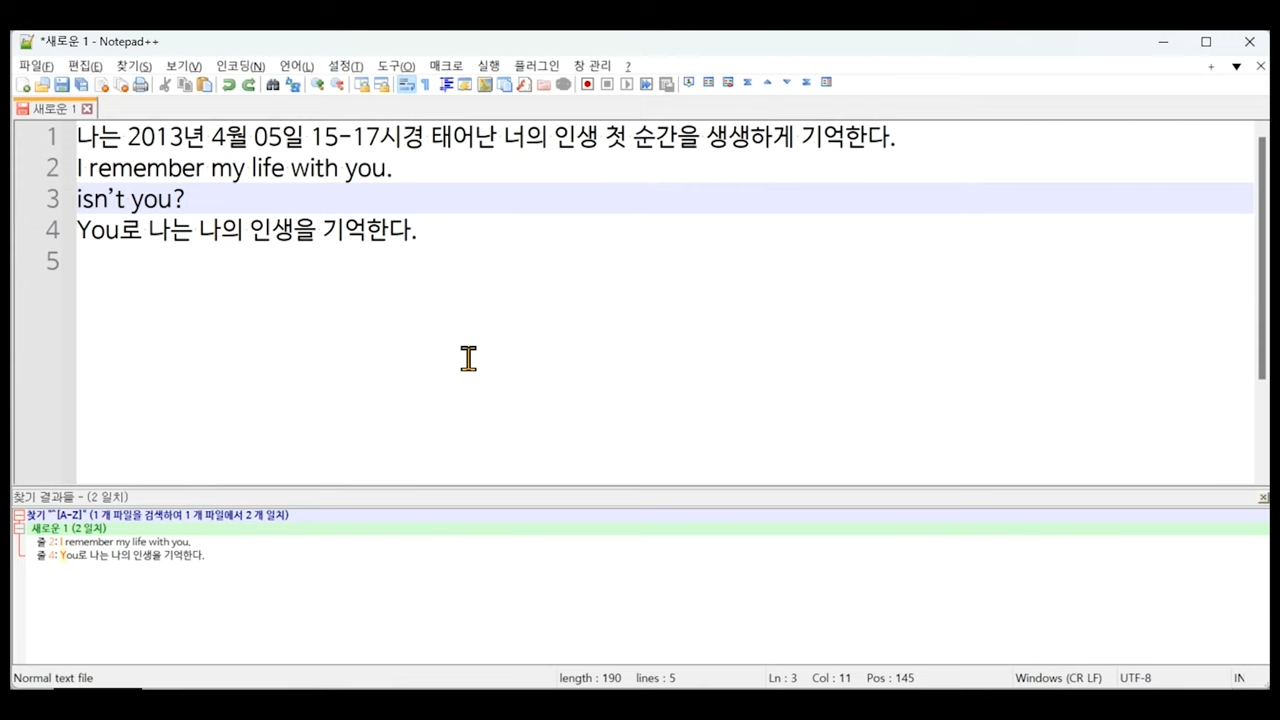 *새로운 1 - Notepad++
파일(F) 편집(E) 찾기(S) 보기(V) 인코딩(N) 언어(L) 설정(T) 도구(O) 매크로 실행 플러그인 창 관리 ?
새로운 1
1 나는 2013년 4월 05일 15-17시경 태어난 너의 인생 첫 순간을 생생하게 기억한다.
2 I remember my life with you.
3 isn't you?
4 You로 나는 나의 인생을 기억한다.
5
찾기 결과들 - (2 일치)
찾기 "^[A-Z]" (1 개 파일을 검색하여 1 개 파일에서 2 개 일치)
새로운 1 (2 일치)
줄 2: I remember my life with you.
줄 4: You로 나는 나의 인생을 기억한다.
Normal text file length : 190 lines : 5 Ln : 3 Col : 11 Pos : 145 Windows (CR LF) UTF-8 IN